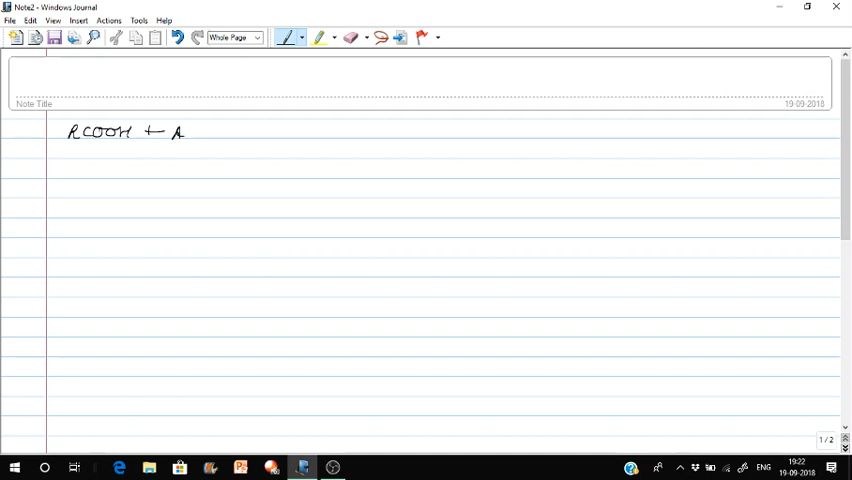 Note2 - Windows Journal
File Edit View Insert Actions Tools Help
Whole Page
Note Title
19-09-2018
RCOOH + A
1 / 2
19:22
ENG
19-09-2018